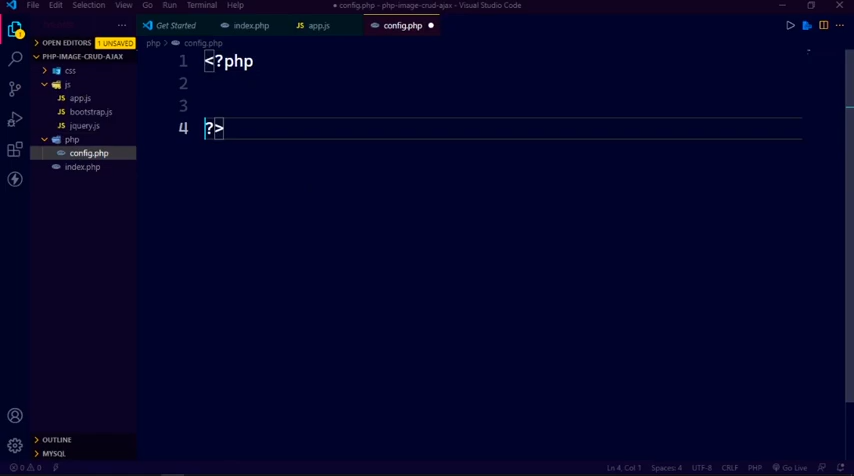 File Edit Selection View Go Run Terminal Help
● config.php - php-image-crud-ajax - Visual Studio Code
Get Started
index.php
JS app.js
config.php ●
OPEN EDITORS 1 UNSAVED
php > config.php
PHP-IMAGE-CRUD-AJAX
css
js
JS app.js
JS bootstrap.js
JS jquery.js
php
config.php
index.php
1 <?php
2
3
4 ?>
OUTLINE
MYSQL
0 0
Ln 4, Col 1 Spaces: 4 UTF-8 CRLF PHP Go Live